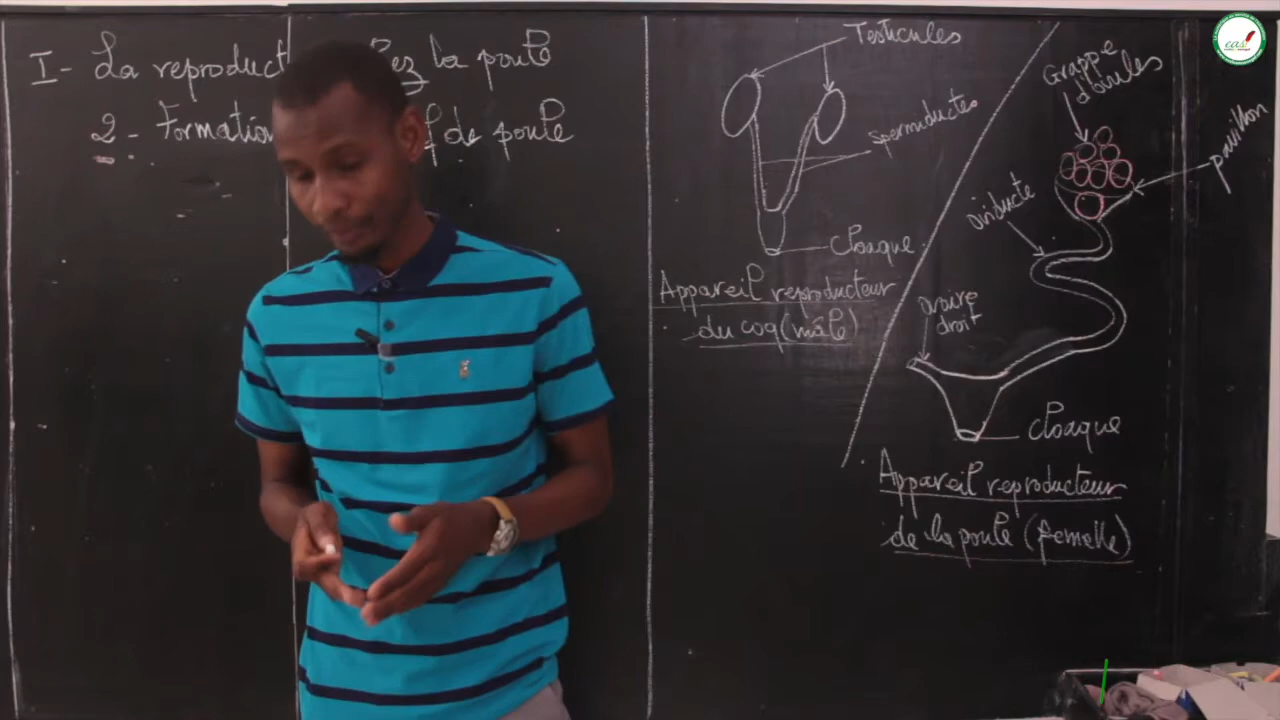 I- La reproduct ez la poule
2- Formation f de poule
Testicules
spermiductes
Cloaque
Appareil reproducteur
du coq (mâle)
Grappe
d'ovules
pavillon
oviducte
ovaire
droit
Cloaque
Appareil reproducteur
de la poule (femelle)
eas